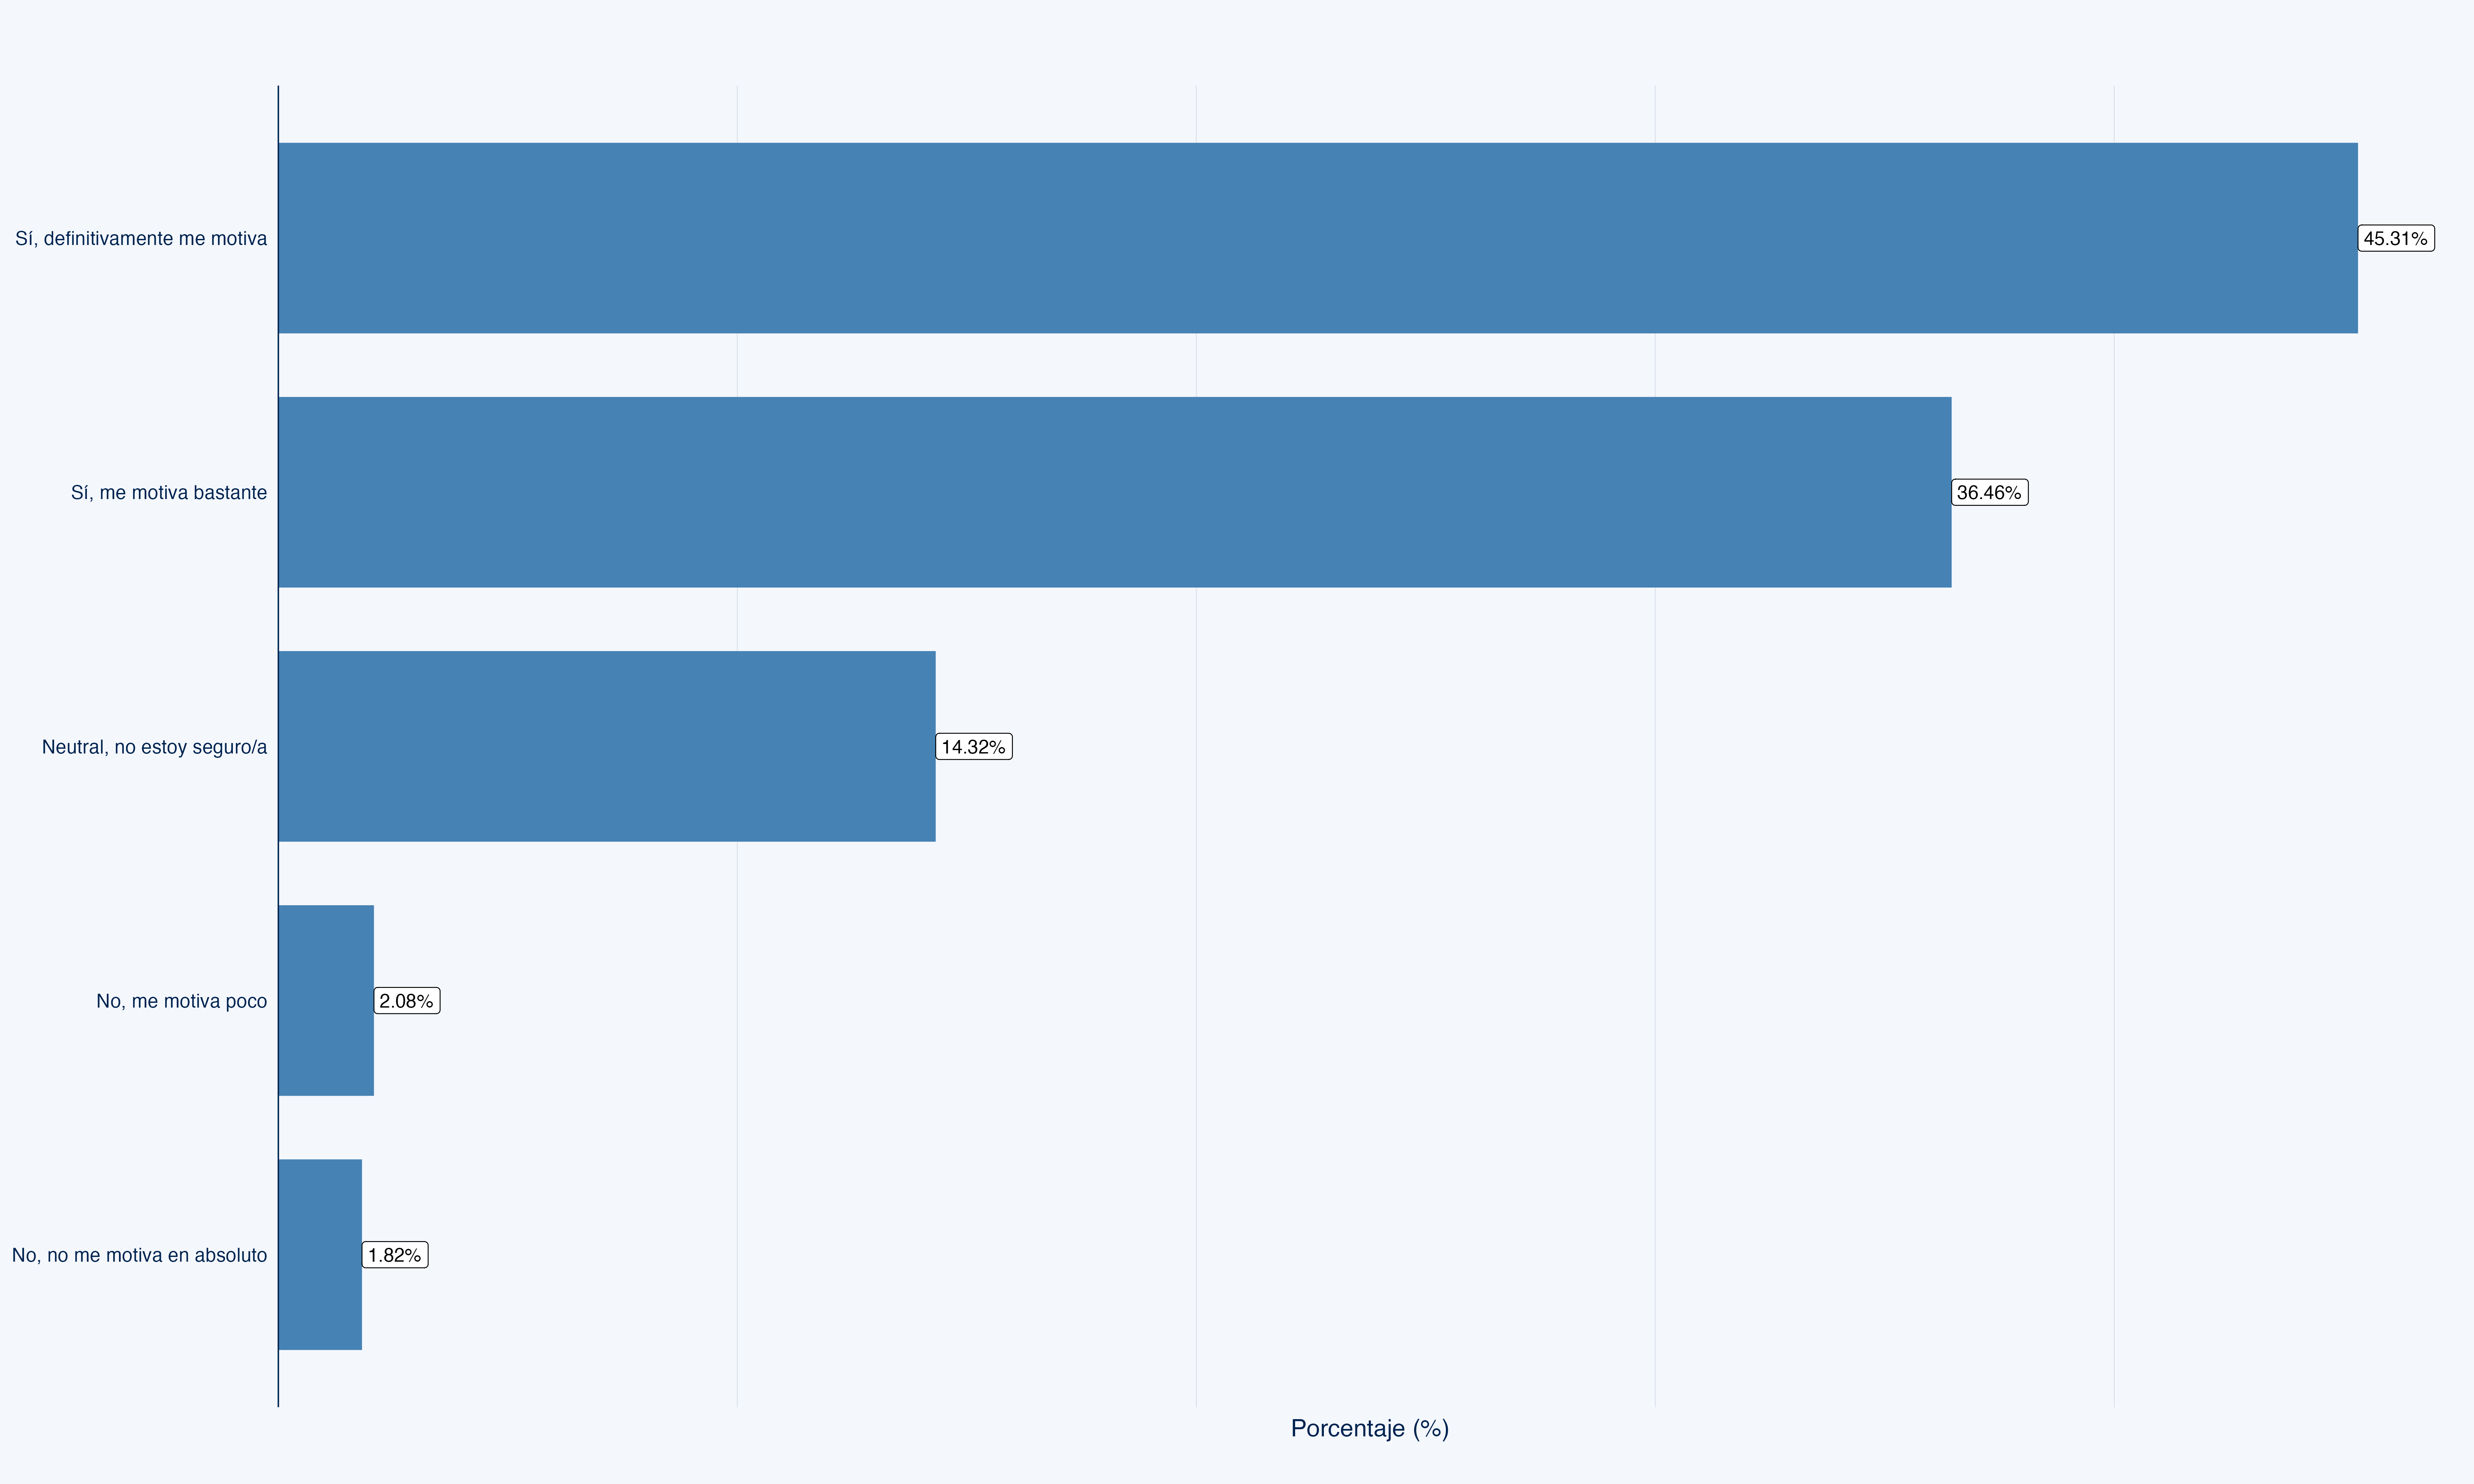 Sí, definitivamente me motiva
45.31%
Sí, me motiva bastante
36.46%
Neutral, no estoy seguro/a
14.32%
No, me motiva poco
2.08%
No, no me motiva en absoluto
1.82%
Porcentaje (%)